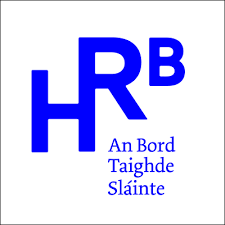 HRB
An Bord
Taighde
Sláinte